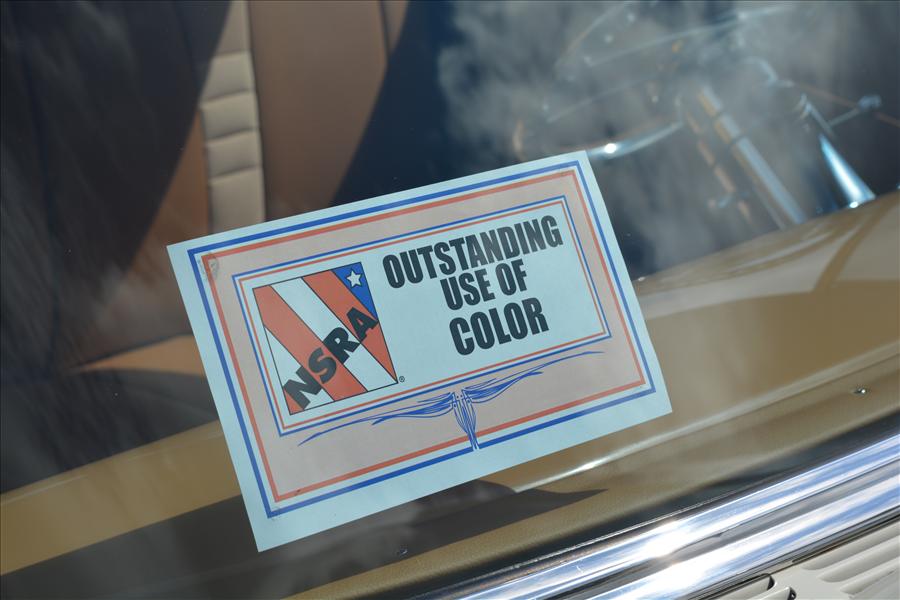 NSRA
®
OUTSTANDING
USE OF
COLOR